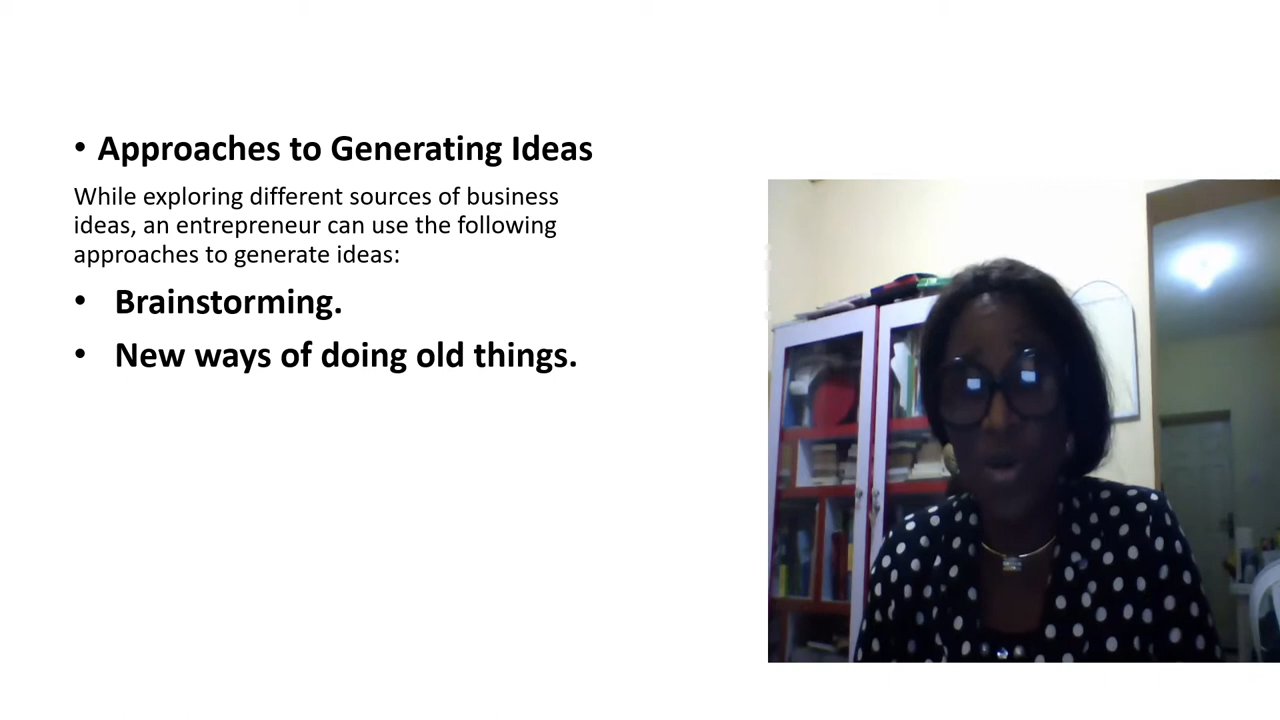 • Approaches to Generating Ideas
While exploring different sources of business
ideas, an entrepreneur can use the following
approaches to generate ideas:
• Brainstorming.
• New ways of doing old things.